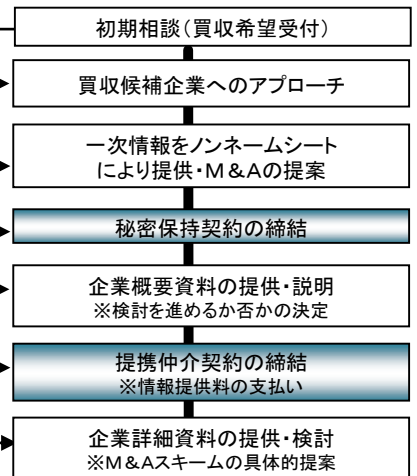 初期相談（買収希望受付）
買収候補企業へのアプローチ
一次情報をノンネームシート
により提供・M＆Aの提案
秘密保持契約の締結
企業概要資料の提供・説明
※検討を進めるか否かの決定
提携仲介契約の締結
※情報提供料の支払い
企業詳細資料の提供・検討
※M＆Aスキームの具体的提案